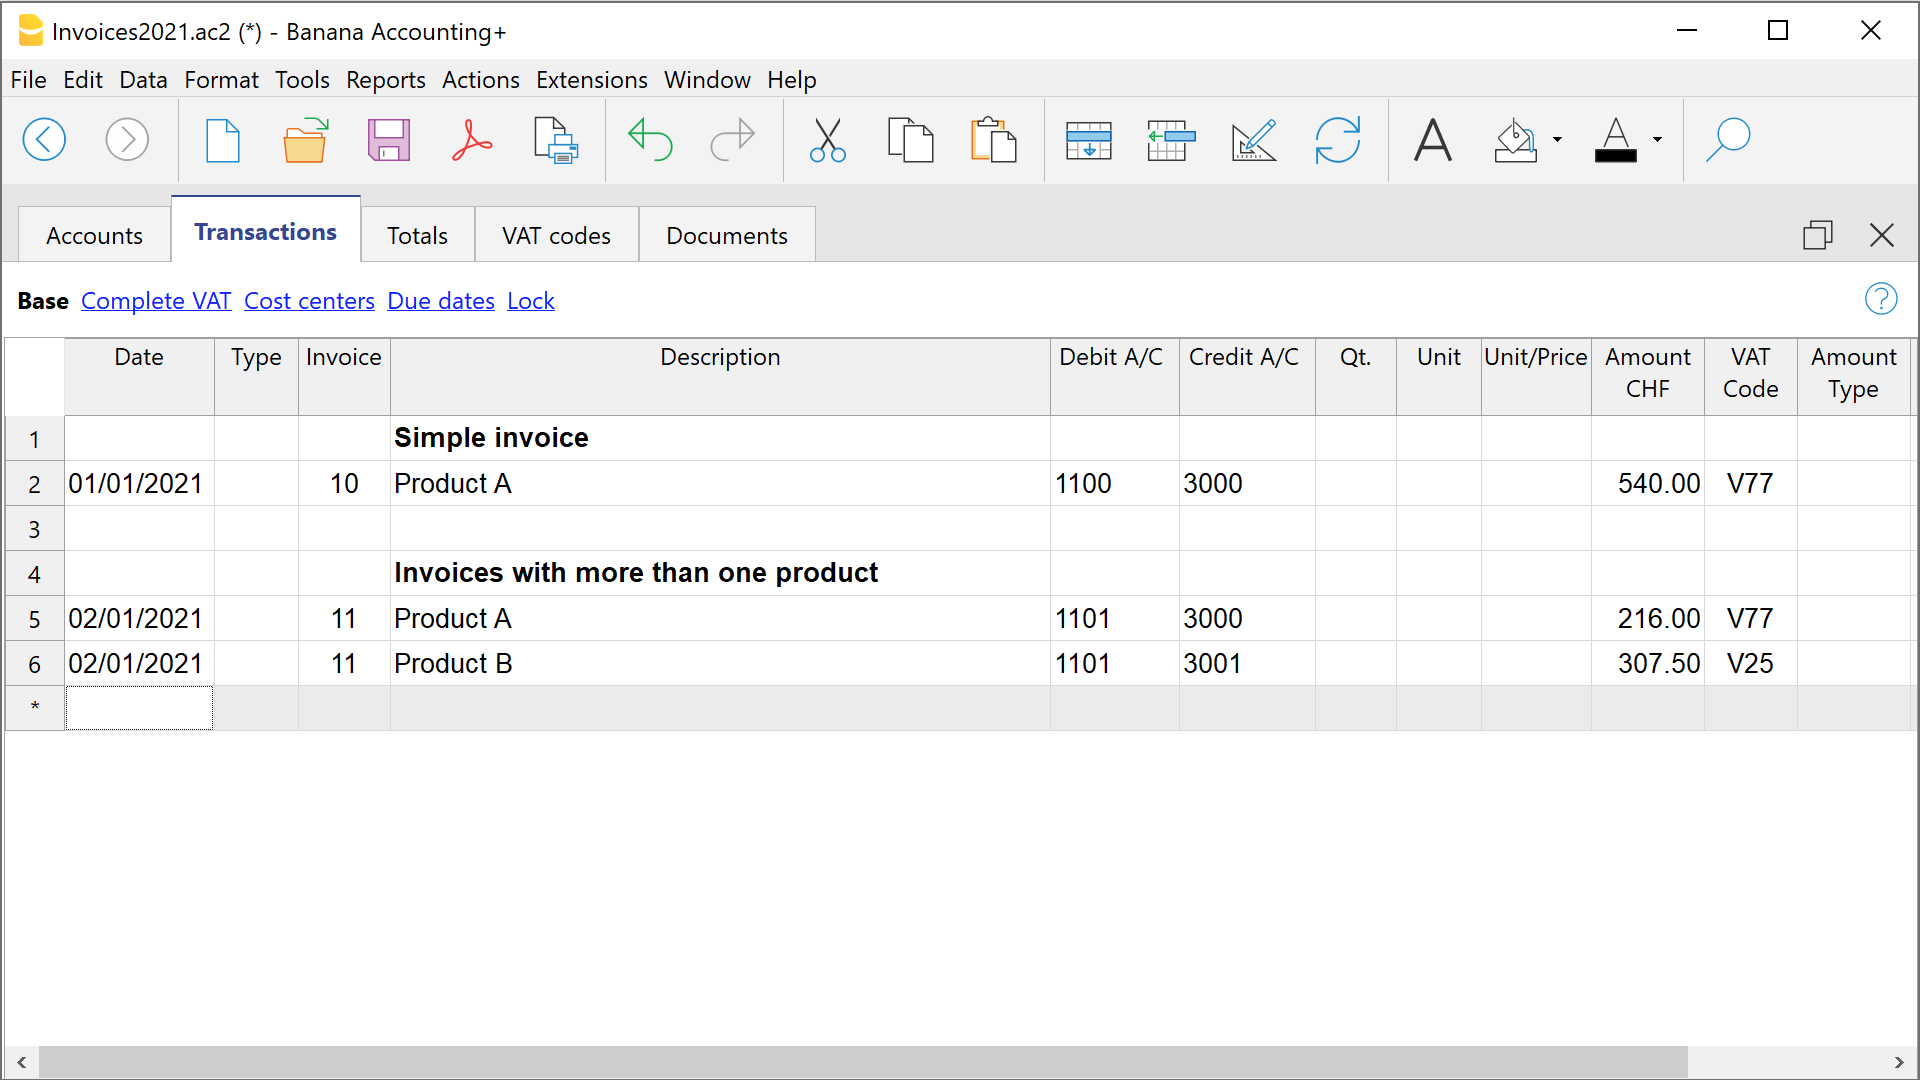 Invoices2021.ac2 (*) - Banana Accounting+
File Edit Data Format Tools Reports Actions Extensions Window Help
Accounts Transactions Totals VAT codes Documents
Base Complete VAT Cost centers Due dates Lock ?
Date Type Invoice Description Debit A/C Credit A/C Qt. Unit Unit/Price Amount CHF VAT Code Amount Type
1 Simple invoice
2 01/01/2021 10 Product A 1100 3000 540.00 V77
3
4 Invoices with more than one product
5 02/01/2021 11 Product A 1101 3000 216.00 V77
6 02/01/2021 11 Product B 1101 3001 307.50 V25
*